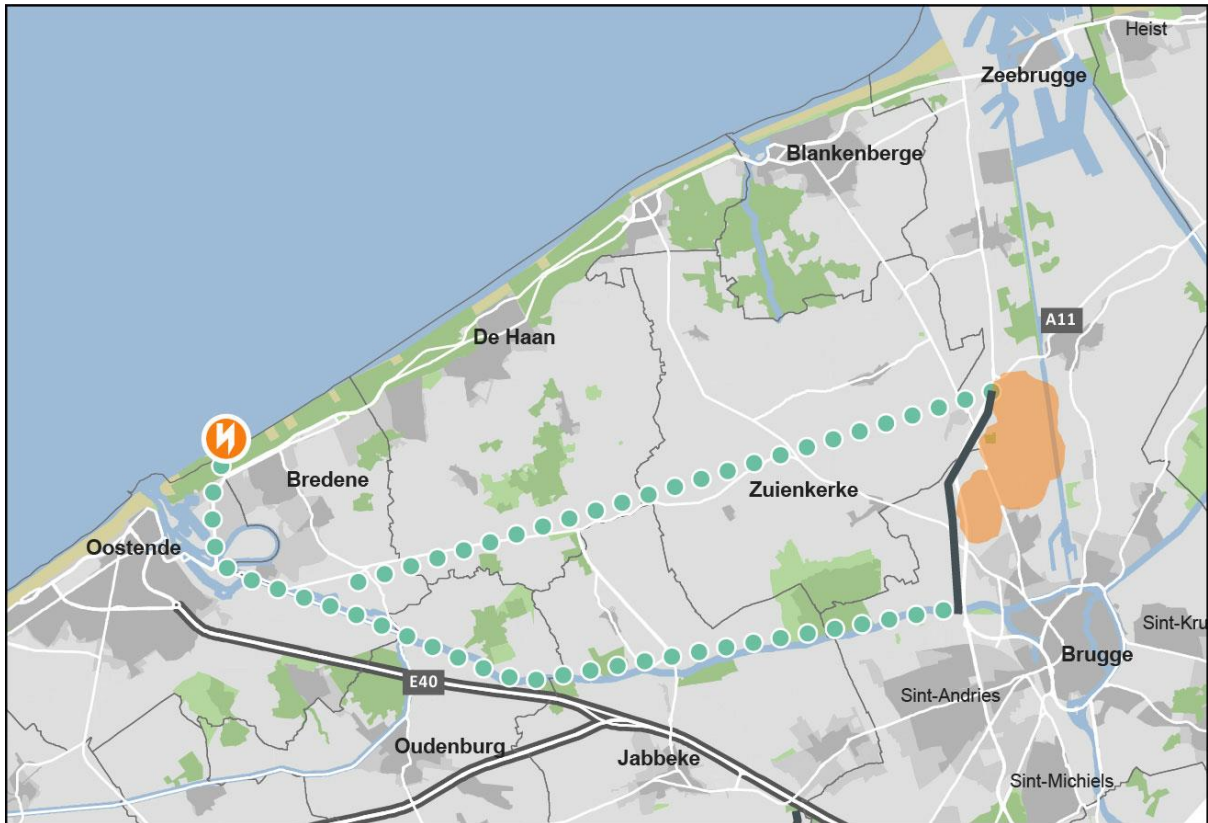 Heist
Zeebrugge
Blankenberge
A11
De Haan
Bredene
Zuienkerke
Oostende
Sint-Kru
Brugge
E40
Sint-Andries
Oudenburg
Jabbeke
Sint-Michiels